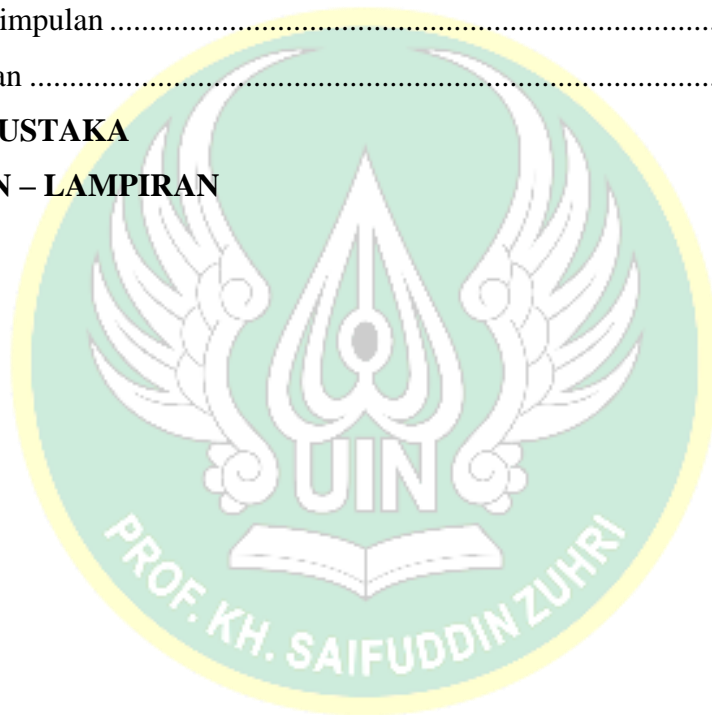 impulan ........................................................................................
an ....................................................................................................
USTAKA
N – LAMPIRAN
UIN
PROF. KH. SAIFUDDIN ZUHRI